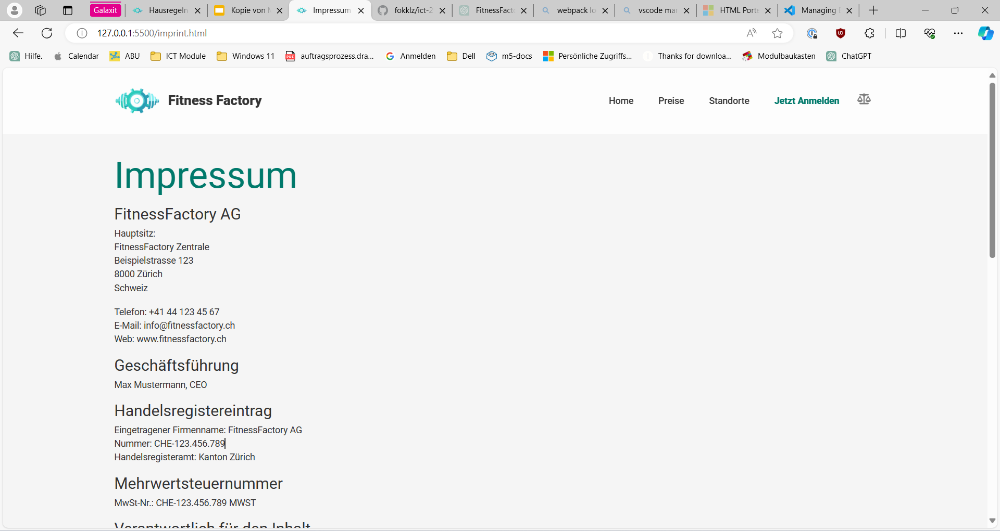 Galaxit
Hausregeln
Kopie von
Impressum
fokklz/ict-2
FitnessFact
webpack lo
vscode mar
HTML Porte
Managing
127.0.0.1:5500/imprint.html
Hilfe.
Calendar
ABU
ICT Module
Windows 11
auftragsprozess.dra...
Anmelden
Dell
m5-docs
Persönliche Zugriffs...
Thanks for downloa...
Modulbaukasten
ChatGPT
Fitness Factory
Home
Preise
Standorte
Jetzt Anmelden
Impressum
FitnessFactory AG
Hauptsitz:
FitnessFactory Zentrale
Beispielstrasse 123
8000 Zürich
Schweiz
Telefon: +41 44 123 45 67
E-Mail: info@fitnessfactory.ch
Web: www.fitnessfactory.ch
Geschäftsführung
Max Mustermann, CEO
Handelsregistereintrag
Eingetragener Firmenname: FitnessFactory AG
Nummer: CHE-123.456.789
Handelsregisteramt: Kanton Zürich
Mehrwertsteuernummer
MwSt-Nr.: CHE-123.456.789 MWST
Verantwortlich für den Inhalt